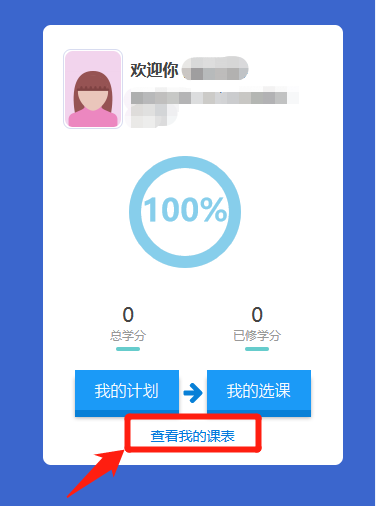 欢迎你
100%
0 0
总学分 已修学分
我的计划 我的选课
查看我的课表